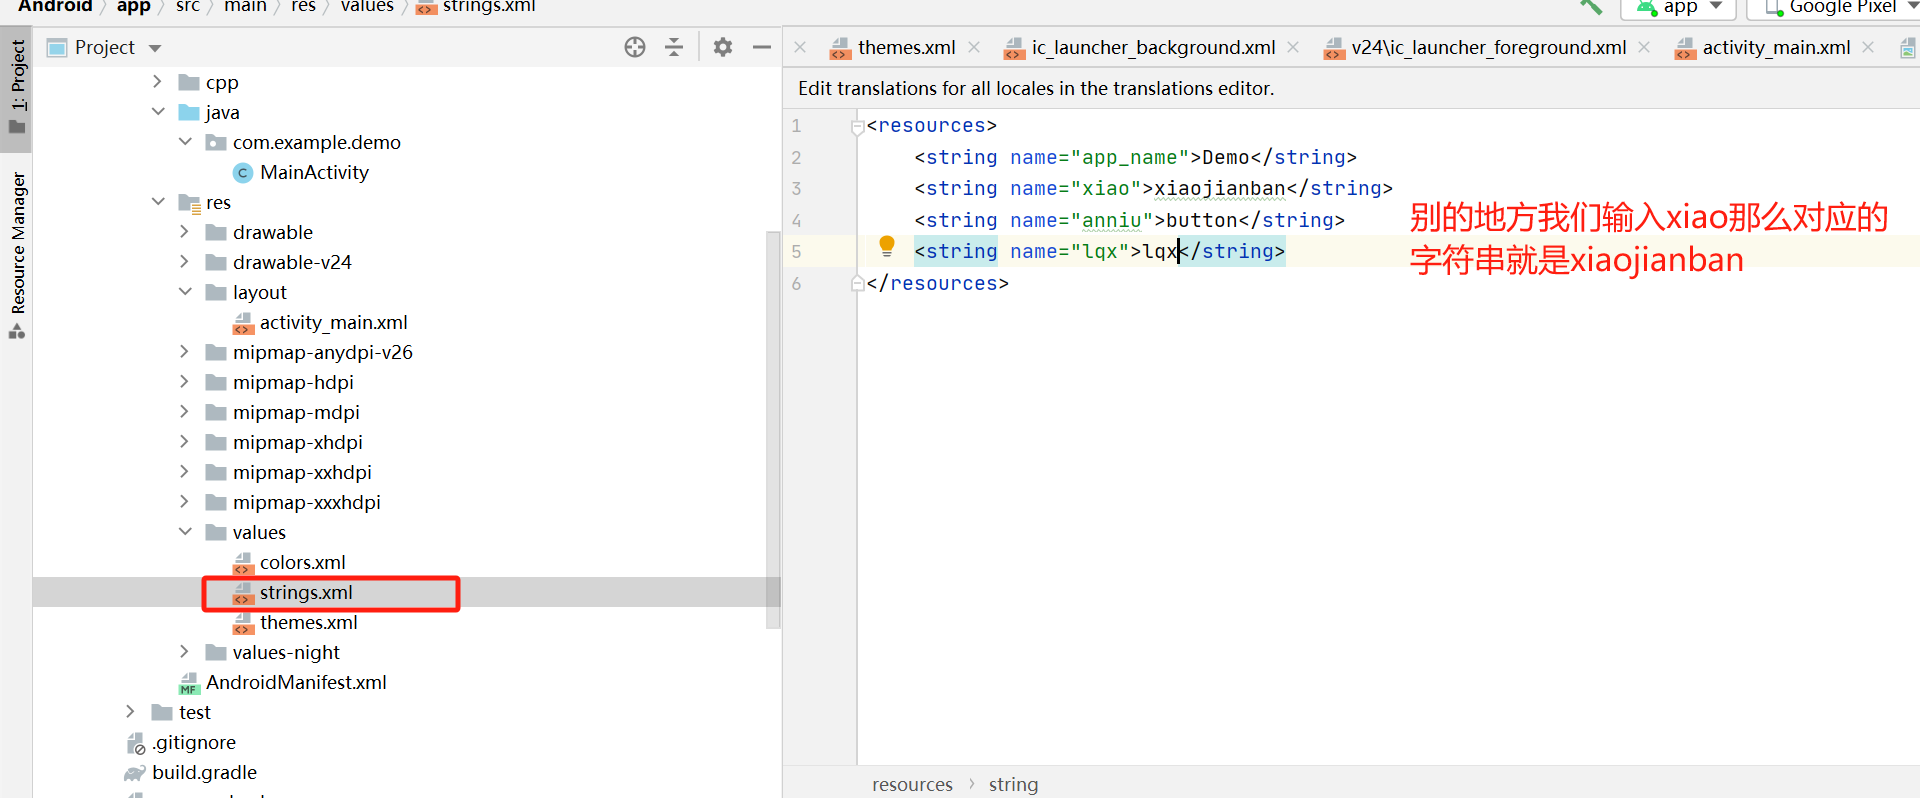 Android app src main res values strings.xml
app Google Pixel
1: Project
Resource Manager
Project
cpp
java
com.example.demo
MainActivity
res
drawable
drawable-v24
layout
activity_main.xml
mipmap-anydpi-v26
mipmap-hdpi
mipmap-mdpi
mipmap-xhdpi
mipmap-xxhdpi
mipmap-xxxhdpi
values
colors.xml
strings.xml
themes.xml
values-night
AndroidManifest.xml
test
.gitignore
build.gradle
themes.xml ic_launcher_background.xml v24\ic_launcher_foreground.xml activity_main.xml
Edit translations for all locales in the translations editor.
1 <resources>
2 <string name="app_name">Demo</string>
3 <string name="xiao">xiaojianban</string>
4 <string name="anniu">button</string>
5 <string name="lqx">lqx</string>
6 </resources>
别的地方我们输入xiao那么对应的
字符串就是xiaojianban
resources string